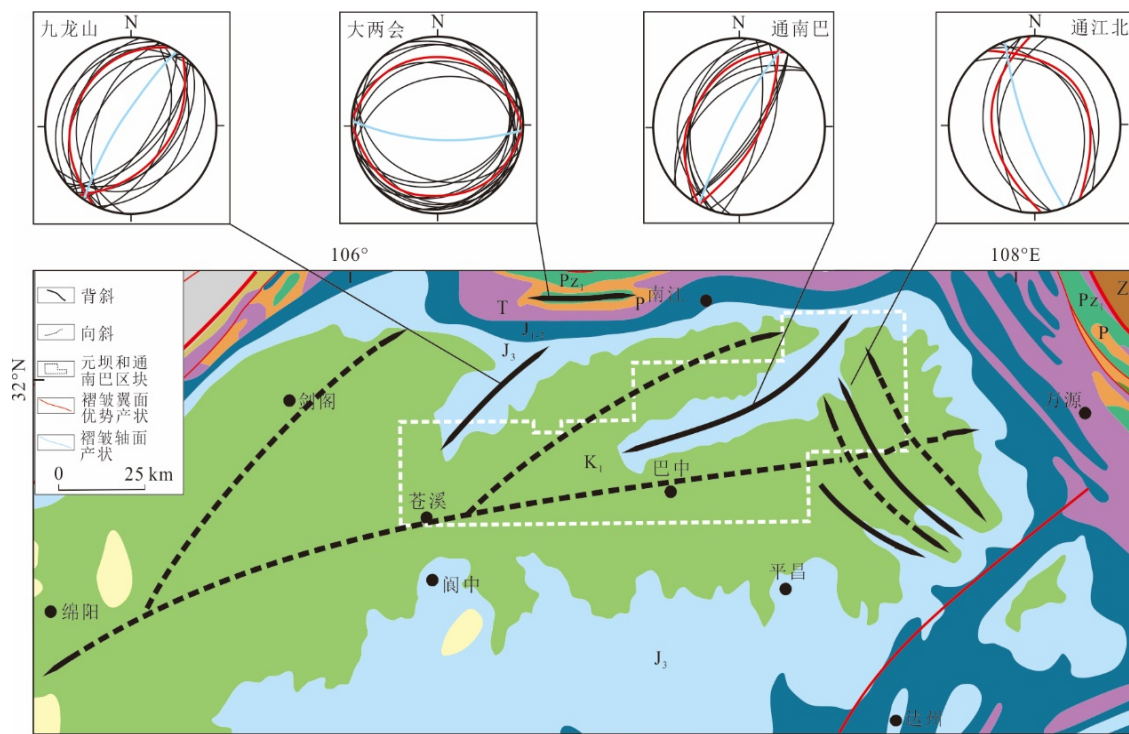 九龙山
N
大两会
N
通南巴
N
通江北
N
106°
108°E
32°N
背斜
向斜
元坝和通
南巴区块
褶皱翼面
优势产状
褶皱轴面
产状
0 25 km
Pz₁
T
P
南江
J₁₋₂
J₃
Pz₁
Z
P
剑阁
万源
K₁
巴中
苍溪
阆中
平昌
绵阳
J₃
达州